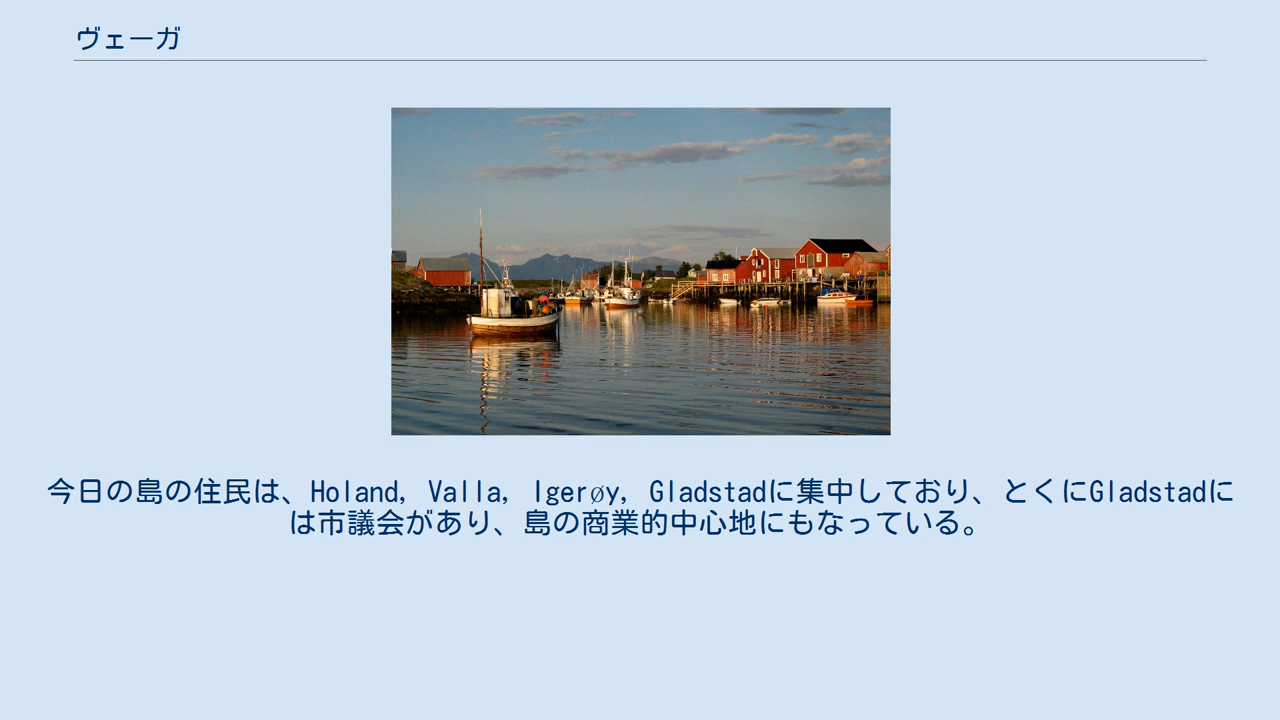 ヴェーガ
今日の島の住民は、Holand, Valla, Igerøy, Gladstadに集中しており、とくにGladstadに
は市議会があり、島の商業的中心地にもなっている。